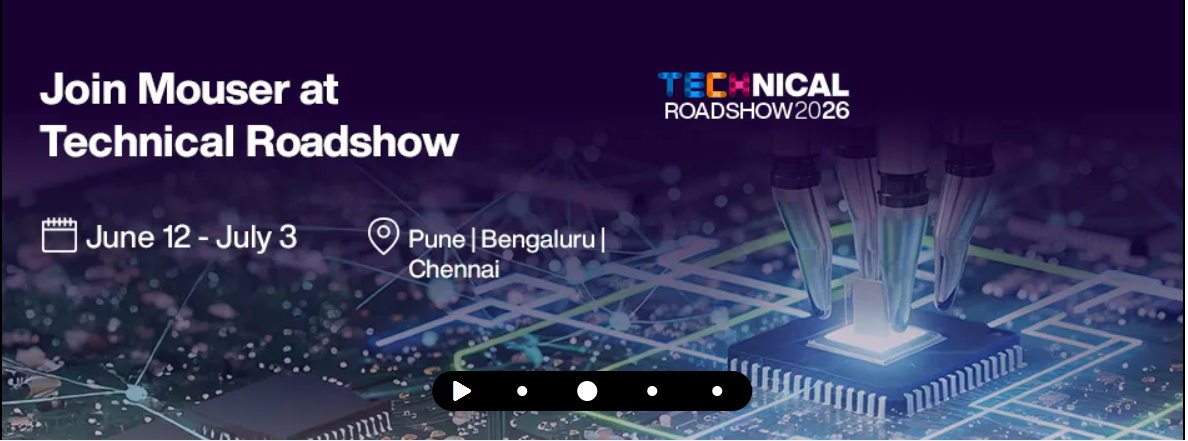 Join Mouser at
Technical Roadshow
TECHNICAL
ROADSHOW2026
June 12 - July 3
Pune | Bengaluru |
Chennai